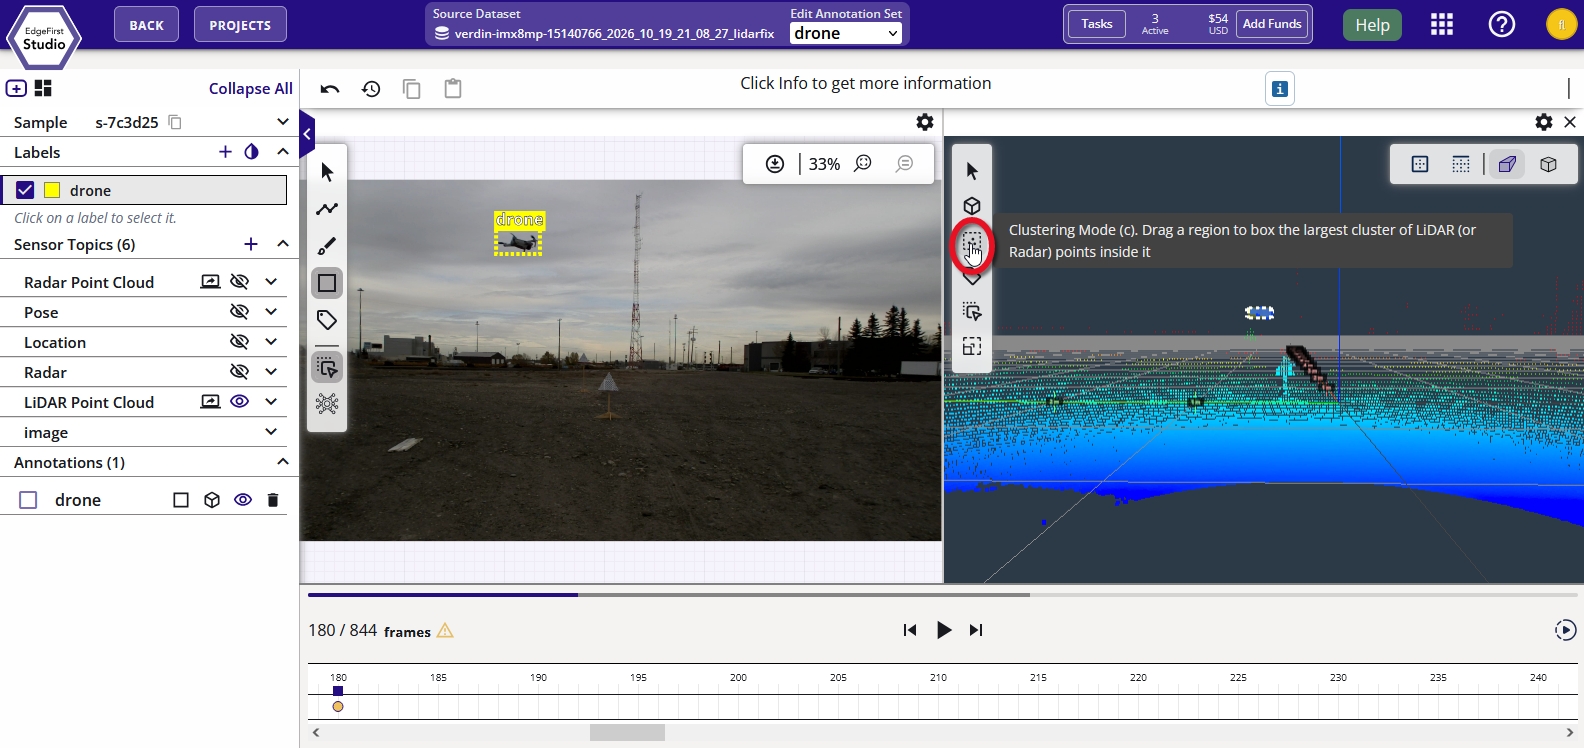 EdgeFirst
Studio
BACK
PROJECTS
Source Dataset
verdin-imx8mp-15140766_2026_10_19_21_08_27_lidarfix
Edit Annotation Set
drone
Tasks
3
Active
$54
USD
Add Funds
Help
fl
Collapse All
Click Info to get more information
Sample s-7c3d25
Labels
drone
Click on a label to select it.
Sensor Topics (6)
Radar Point Cloud
Pose
Location
Radar
LiDAR Point Cloud
image
Annotations (1)
drone
33%
drone
Clustering Mode (c). Drag a region to box the largest cluster of LiDAR (or
Radar) points inside it
180 / 844 frames
180 185 190 195 200 205 210 215 220 225 230 235 240